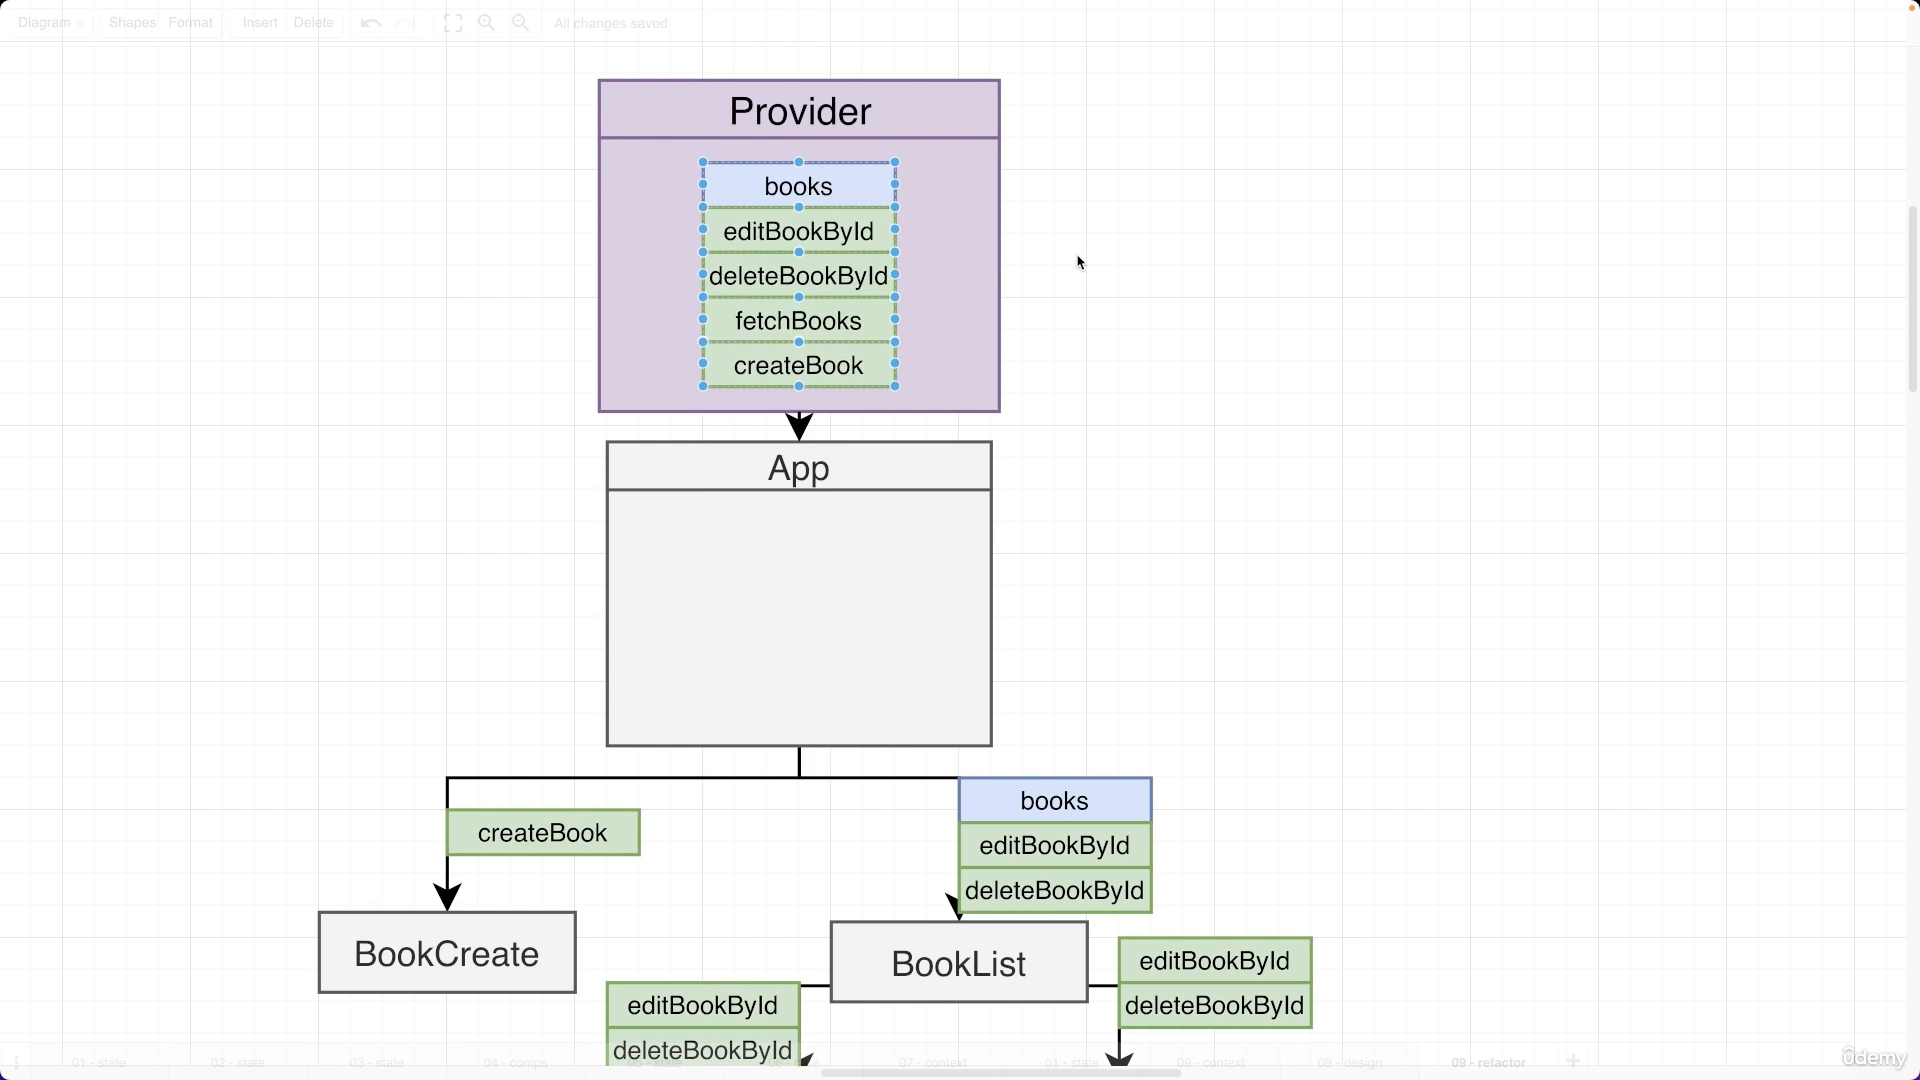 Diagram Shapes Format Insert Delete All changes saved
Provider
books
editBookById
deleteBookById
fetchBooks
createBook
App
createBook
books
editBookById
deleteBookById
BookCreate
BookList
editBookById
deleteBookById
editBookById
deleteBookById
01 - state 02 - state 03 - state 04 - comps 07 - context 01 - state 09 - context 08 - design 09 - refactor
ûdemy